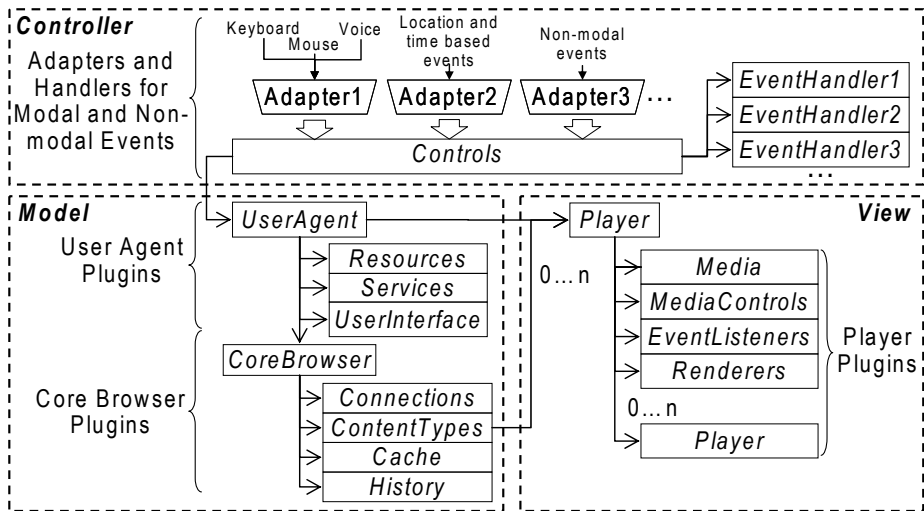 Controller
Adapters and
Handlers for
Modal and Non-
modal Events
Keyboard
Mouse
Voice
Location and
time based
events
Non-modal
events
Adapter1
Adapter2
Adapter3
...
Controls
EventHandler1
EventHandler2
EventHandler3
...
Model
User Agent
Plugins
UserAgent
Resources
Services
UserInterface
CoreBrowser
Core Browser
Plugins
Connections
ContentTypes
Cache
History
View
Player
0...n
Media
MediaControls
EventListeners
Renderers
0...n
Player
Player
Plugins